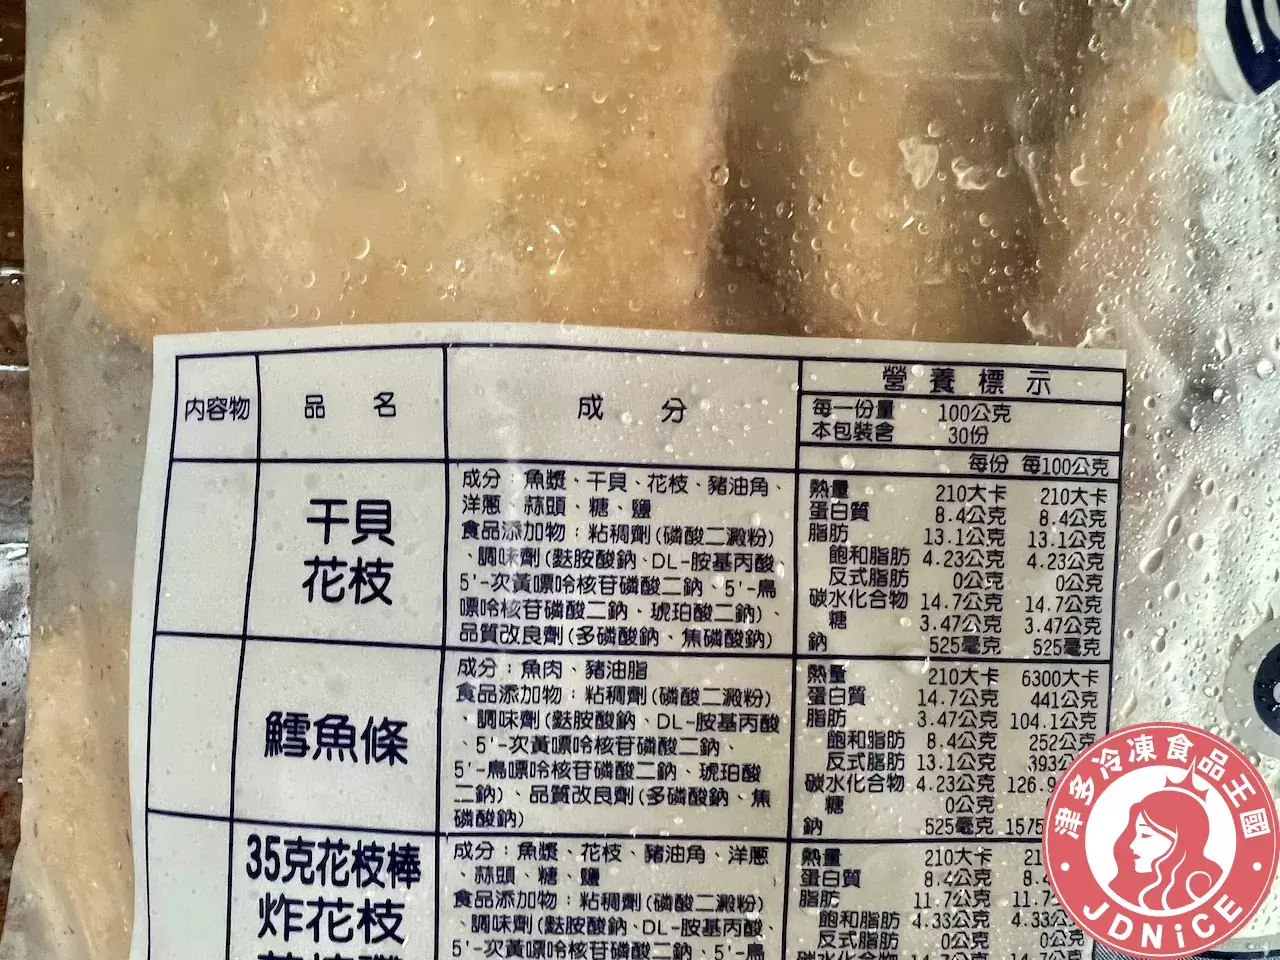 營養標示
內容物 品名 成分 每一份量 100公克
本包裝含 30份
每份 每100公克
干貝
花枝
成分：魚漿、干貝、花枝、豬油角、
洋蔥、蒜頭、糖、鹽
食品添加物：粘稠劑(磷酸二澱粉)
、調味劑(麩胺酸鈉、DL-胺基丙酸
5'-次黃嘌呤核苷磷酸二鈉、5'-鳥
嘌呤核苷磷酸二鈉、琥珀酸二鈉)、
品質改良劑(多磷酸鈉、焦磷酸鈉)
熱量 210大卡 210大卡
蛋白質 8.4公克 8.4公克
脂肪 13.1公克 13.1公克
飽和脂肪 4.23公克 4.23公克
反式脂肪 0公克 0公克
碳水化合物 14.7公克 14.7公克
糖 3.47公克 3.47公克
鈉 525毫克 525毫克
鱈魚條
成分：魚肉、豬油脂
食品添加物：粘稠劑(磷酸二澱粉)
、調味劑(麩胺酸鈉、DL-胺基丙酸
、5'-次黃嘌呤核苷磷酸二鈉、
5'-鳥嘌呤核苷磷酸二鈉、琥珀酸
二鈉)、品質改良劑(多磷酸鈉、焦
磷酸鈉)
熱量 210大卡 6300大卡
蛋白質 14.7公克 441公克
脂肪 3.47公克 104.1公克
飽和脂肪 8.4公克 252公克
反式脂肪 13.1公克 393公
碳水化合物 4.23公克 126.9
糖 0公克
鈉 525毫克 1575
35克花枝棒
炸花枝
成分：魚漿、花枝、豬油角、洋蔥
、蒜頭、糖、鹽
食品添加物：粘稠劑(磷酸二澱粉)
、調味劑(麩胺酸鈉、DL-胺基丙酸
5'-次黃嘌呤核苷磷酸二鈉、5'-鳥
熱量 210大卡 21
蛋白質 8.4公克 8.4
脂肪 11.7公克 11.7
飽和脂肪 4.33公克 4.33公
反式脂肪 0公克 0公克
碳水化合物 14.7公克 14.7公克
津多冷凍食品王國
JDNiCE